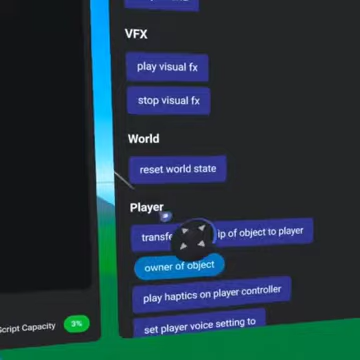 VFX
play visual fx
stop visual fx
World
reset world state
Player
ip of object to player
owner of object
play haptics on player controller
set player voice setting to
Script Capacity
3%